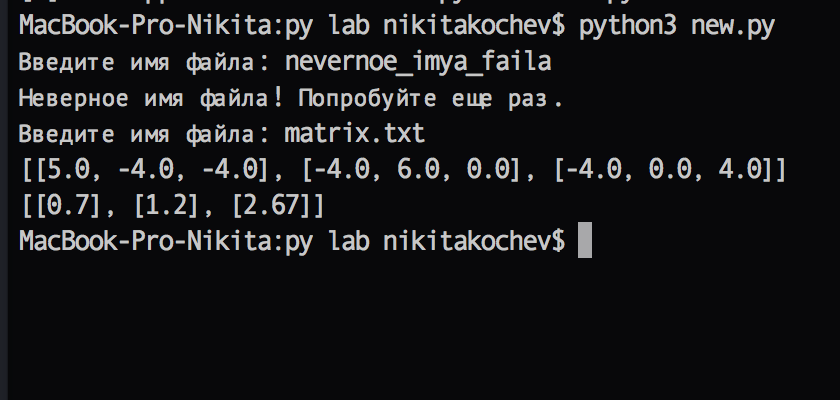 MacBook-Pro-Nikita:py lab nikitakochev$ python3 new.py
Введите имя файла: nevernoe_imya_faila
Неверное имя файла! Попробуйте еще раз.
Введите имя файла: matrix.txt
[[5.0, -4.0, -4.0], [-4.0, 6.0, 0.0], [-4.0, 0.0, 4.0]]
[[0.7], [1.2], [2.67]]
MacBook-Pro-Nikita:py lab nikitakochev$